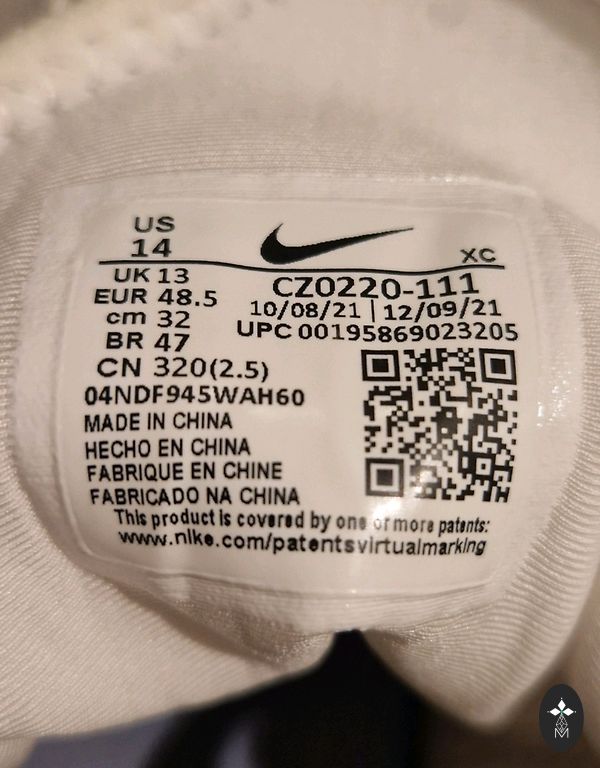 US
14
XC
UK 13
EUR 48.5
cm 32
BR 47
CN 320(2.5)
CZ0220-111
10/08/21 | 12/09/21
UPC 00195869023205
04NDF945WAH60
MADE IN CHINA
HECHO EN CHINA
FABRIQUE EN CHINE
FABRICADO NA CHINA
This product is covered by one or more patents:
www.nike.com/patentsvirtualmarking
M